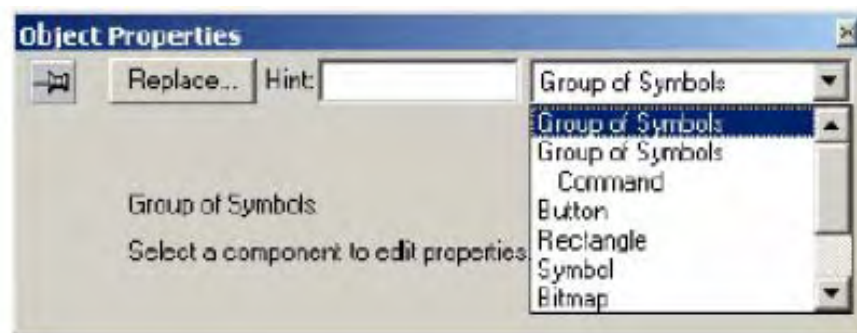 Object Properties
Replace... Hint: Group of Symbols
Group of Symbols
Group of Symbols
Command
Button
Rectangle
Symbol
Bitmap
Group of Symbols
Select a component to edit properties.